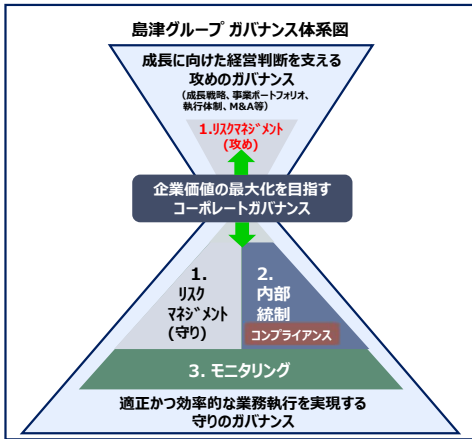 島津グループ ガバナンス体系図
成長に向けた経営判断を支える
攻めのガバナンス
（成長戦略、事業ポートフォリオ、
執行体制、M&A等）
1.ﾘｽｸﾏﾈｼﾞﾒﾝﾄ
(攻め)
企業価値の最大化を目指す
コーポレートガバナンス
1.
ﾘｽｸ
ﾏﾈｼﾞﾒﾝﾄ
(守り)
2.
内部
統制
コンプライアンス
3. モニタリング
適正かつ効率的な業務執行を実現する
守りのガバナンス